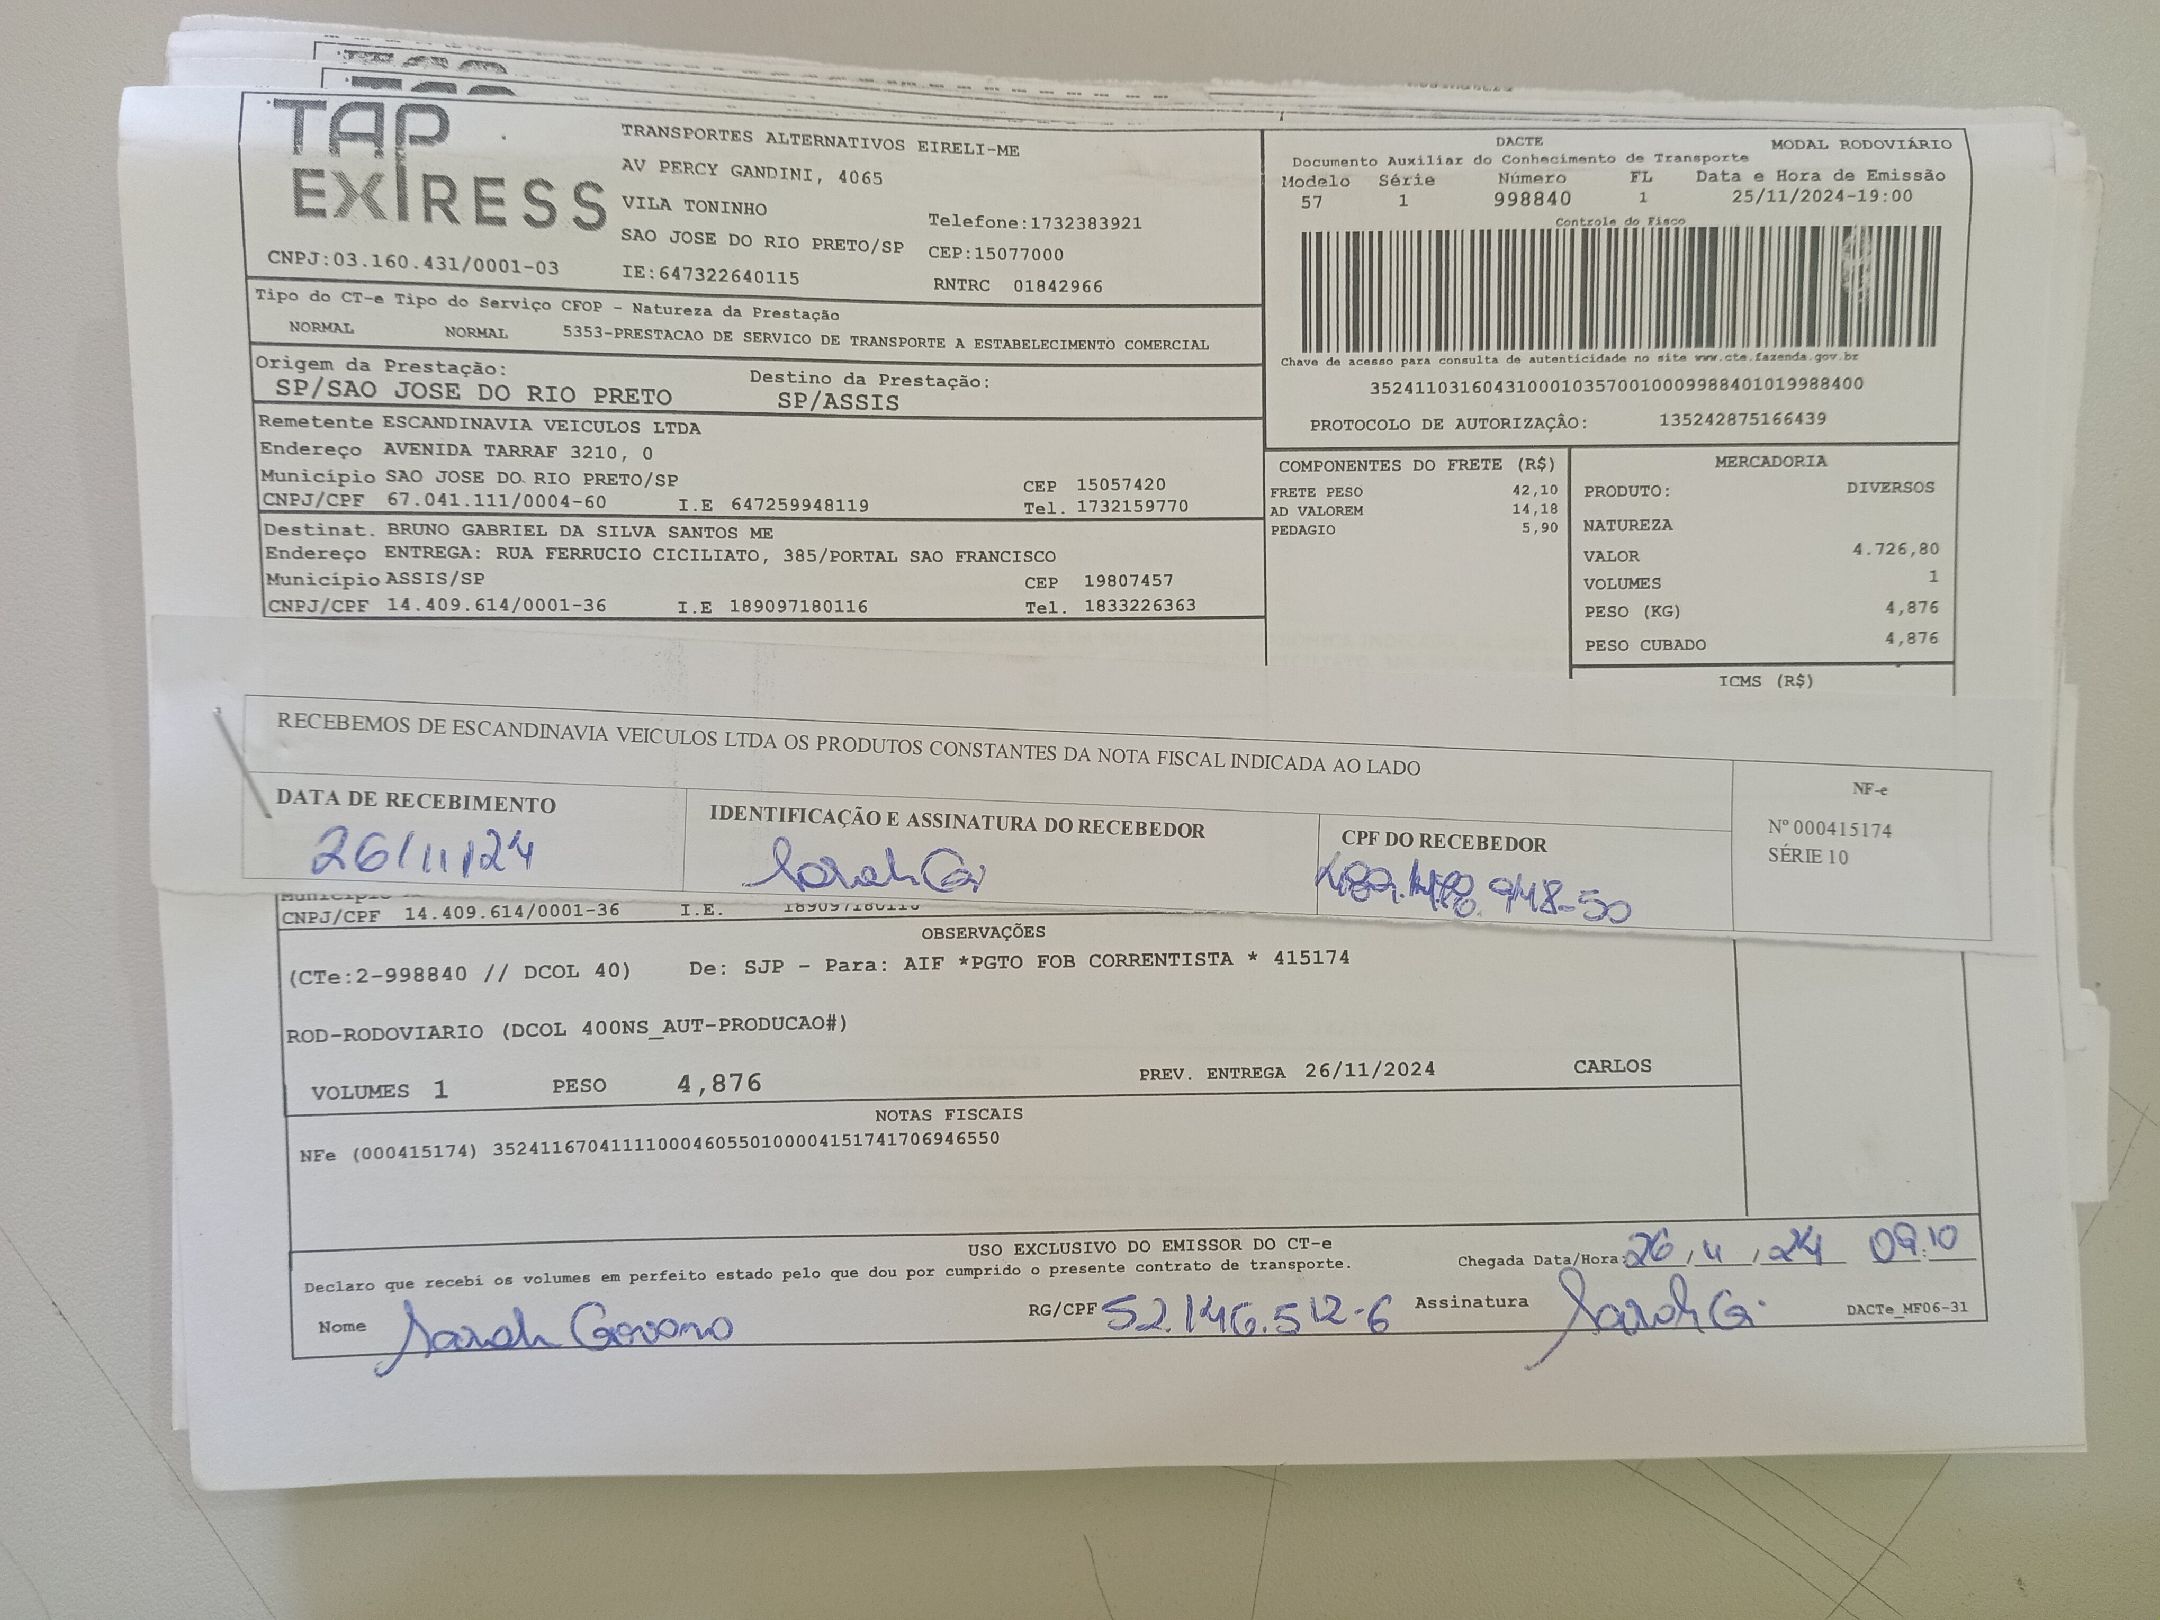 TAP
EXPRESS
TRANSPORTES ALTERNATIVOS EIRELI-ME
AV PERCY GANDINI, 4065
VILA TONINHO
Telefone:1732383921
SAO JOSE DO RIO PRETO/SP CEP:15077000
CNPJ:03.160.431/0001-03
IE:647322640115
RNTRC 01842966
DACTE
MODAL RODOVIÁRIO
Documento Auxiliar do Conhecimento de Transporte
Modelo Série Número FL Data e Hora de Emissão
57 1 998840 1 25/11/2024-19:00
Controle do Fisco
Chave de acesso para consulta de autenticidade no site www.cte.fazenda.gov.br
35241103160431000103570010009988401019988400
PROTOCOLO DE AUTORIZAÇÂO: 135242875166439
Tipo do CT-e Tipo do Serviço CFOP - Natureza da Prestação
NORMAL NORMAL 5353-PRESTACAO DE SERVICO DE TRANSPORTE A ESTABELECIMENTO COMERCIAL
Origem da Prestação:
Destino da Prestação:
SP/SAO JOSE DO RIO PRETO
SP/ASSIS
Remetente ESCANDINAVIA VEICULOS LTDA
Endereço AVENIDA TARRAF 3210, 0
Município SAO JOSE DO RIO PRETO/SP CEP 15057420
CNPJ/CPF 67.041.111/0004-60 I.E 647259948119 Tel. 1732159770
Destinat. BRUNO GABRIEL DA SILVA SANTOS ME
Endereço ENTREGA: RUA FERRUCIO CICILIATO, 385/PORTAL SAO FRANCISCO
Município ASSIS/SP CEP 19807457
CNPJ/CPF 14.409.614/0001-36 I.E 189097180116 Tel. 1833226363
COMPONENTES DO FRETE (R$)
FRETE PESO 42,10
AD VALOREM 14,18
PEDAGIO 5,90
MERCADORIA
PRODUTO: DIVERSOS
NATUREZA
VALOR 4.726,80
VOLUMES 1
PESO (KG) 4,876
PESO CUBADO 4,876
ICMS (R$)
RECEBEMOS DE ESCANDINAVIA VEICULOS LTDA OS PRODUTOS CONSTANTES DA NOTA FISCAL INDICADA AO LADO
DATA DE RECEBIMENTO
26/11/24
IDENTIFICAÇÃO E ASSINATURA DO RECEBEDOR
Sarah G.
CPF DO RECEBEDOR
NF-e
Nº 000415174
SÉRIE 10
Município
CNPJ/CPF 14.409.614/0001-36 I.E. 189097180116
OBSERVAÇÕES
(CTe:2-998840 // DCOL 40) De: SJP - Para: AIF *PGTO FOB CORRENTISTA * 415174
ROD-RODOVIARIO (DCOL 400NS_AUT-PRODUCAO#)
VOLUMES 1 PESO 4,876 PREV. ENTREGA 26/11/2024 CARLOS
NOTAS FISCAIS
NFe (000415174) 35241167041111000460550100004151741706946550
USO EXCLUSIVO DO EMISSOR DO CT-e
Declaro que recebi os volumes em perfeito estado pelo que dou por cumprido o presente contrato de transporte.
Chegada Data/Hora: 26/11/24 09:10
Nome Sarah
RG/CPF 52.146.512-6
Assinatura Sarah G.
DACTe_MF06-31